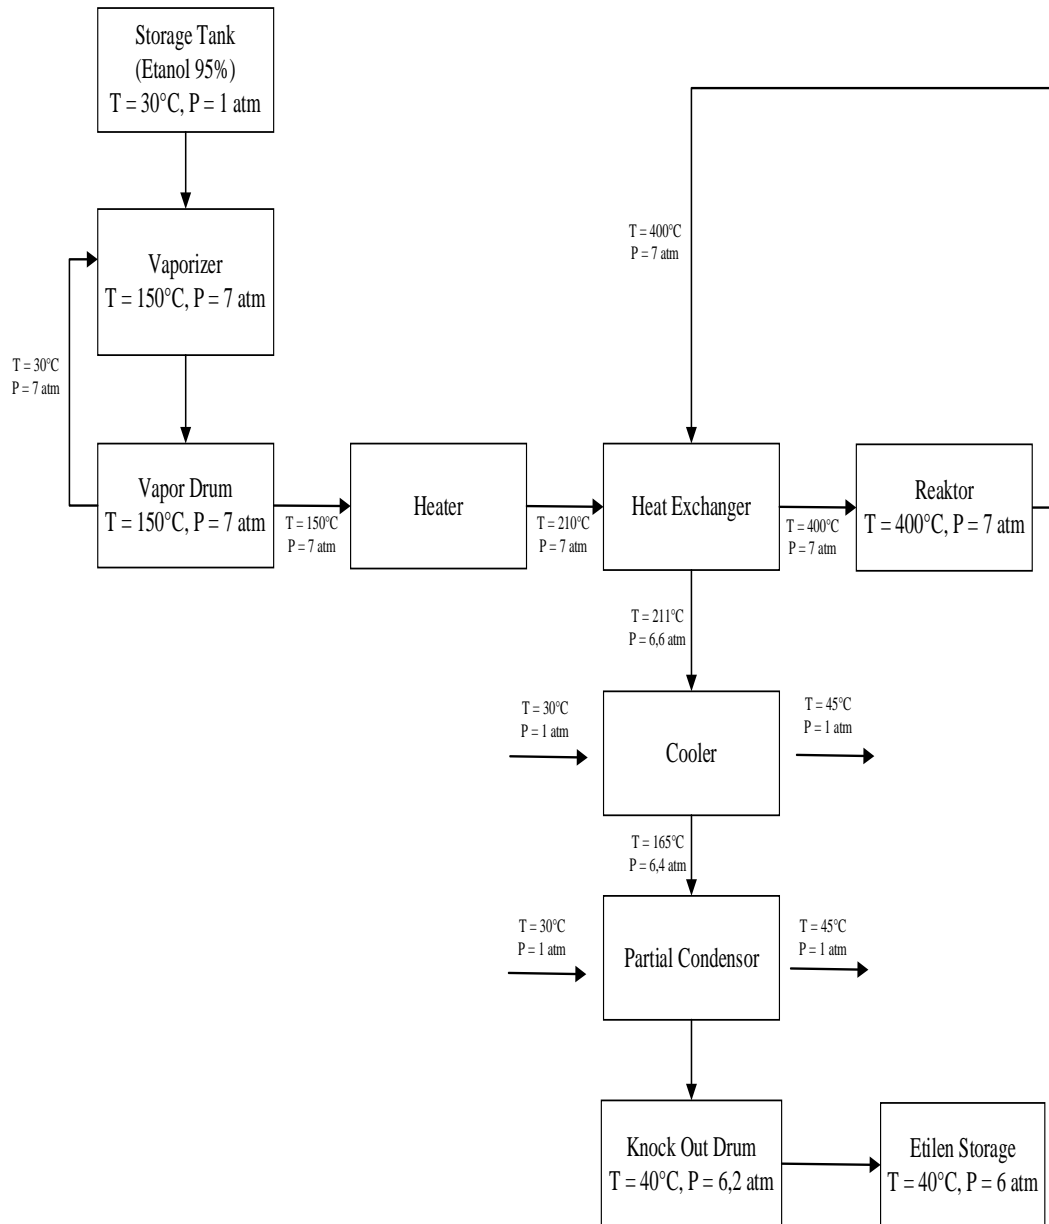 Storage Tank
(Etanol 95%)
T = 30°C, P = 1 atm
T = 400°C
P = 7 atm
Vaporizer
T = 150°C, P = 7 atm
T = 30°C
P = 7 atm
Vapor Drum
T = 150°C, P = 7 atm
T = 150°C
P = 7 atm
Heater
T = 210°C
P = 7 atm
Heat Exchanger
T = 400°C
P = 7 atm
Reaktor
T = 400°C, P = 7 atm
T = 211°C
P = 6,6 atm
T = 30°C
P = 1 atm
Cooler
T = 45°C
P = 1 atm
T = 165°C
P = 6,4 atm
T = 30°C
P = 1 atm
Partial Condensor
T = 45°C
P = 1 atm
Knock Out Drum
T = 40°C, P = 6,2 atm
Etilen Storage
T = 40°C, P = 6 atm